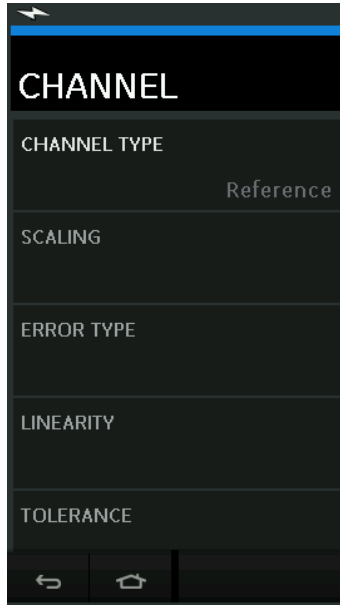 CHANNEL
CHANNEL TYPE
Reference
SCALING
ERROR TYPE
LINEARITY
TOLERANCE